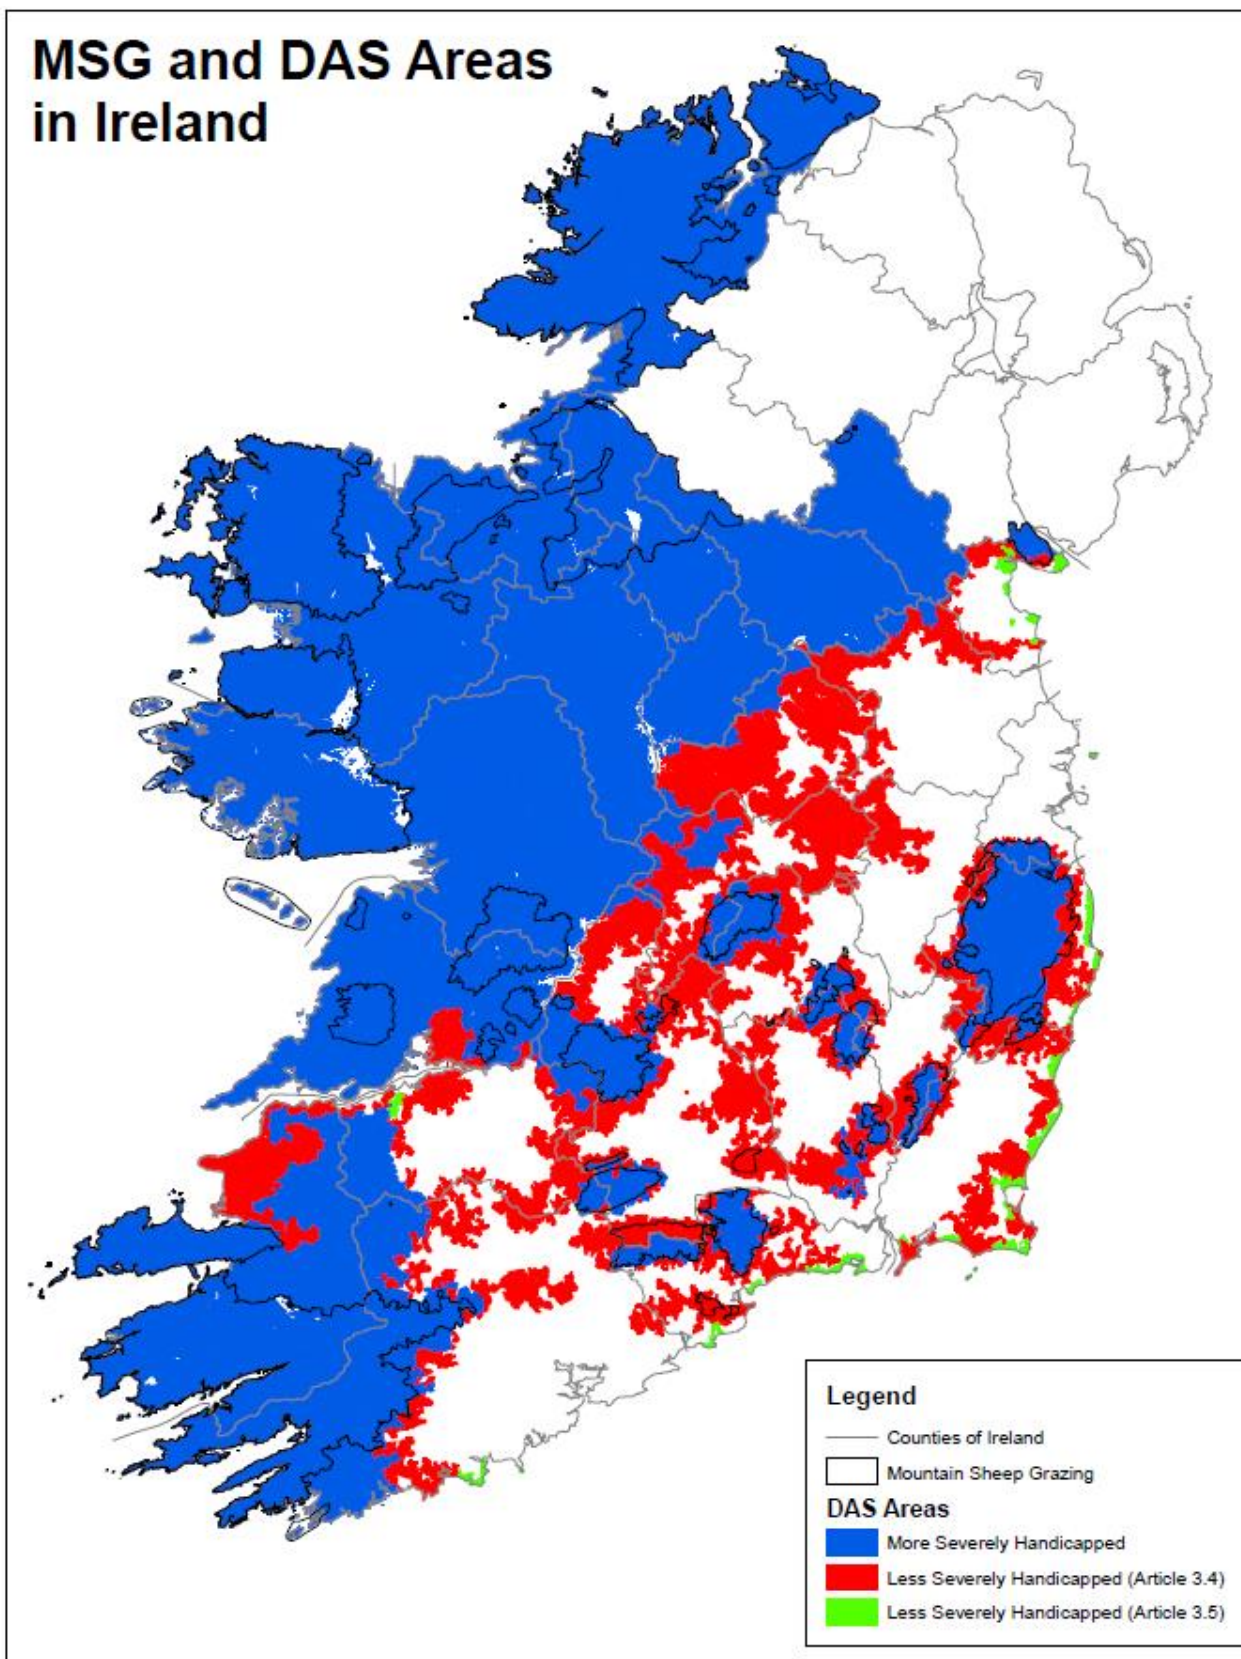 MSG and DAS Areas
in Ireland
Legend
Counties of Ireland
Mountain Sheep Grazing
DAS Areas
More Severely Handicapped
Less Severely Handicapped (Article 3.4)
Less Severely Handicapped (Article 3.5)